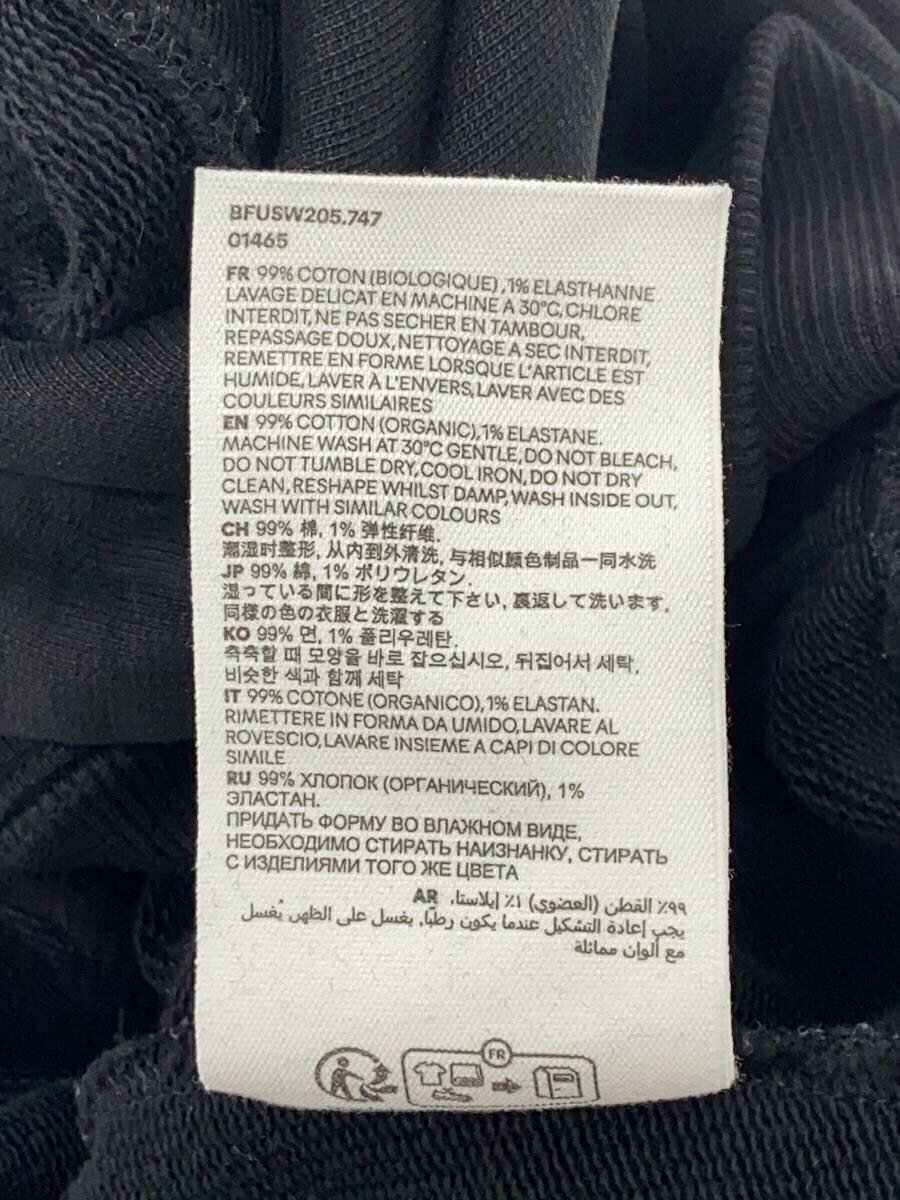 BFUSW205.747
01465
FR 99% COTON (BIOLOGIQUE), 1% ELASTHANNE
LAVAGE DELICAT EN MACHINE A 30°C, CHLORE
INTERDIT, NE PAS SECHER EN TAMBOUR,
REPASSAGE DOUX, NETTOYAGE A SEC INTERDIT,
REMETTRE EN FORME LORSQUE L'ARTICLE EST
HUMIDE, LAVER À L'ENVERS, LAVER AVEC DES
COULEURS SIMILAIRES
EN 99% COTTON (ORGANIC), 1% ELASTANE.
MACHINE WASH AT 30°C GENTLE, DO NOT BLEACH,
DO NOT TUMBLE DRY, COOL IRON, DO NOT DRY
CLEAN, RESHAPE WHILST DAMP, WASH INSIDE OUT,
WASH WITH SIMILAR COLOURS
CH 99% 棉, 1% 弹性纤维.
潮湿时整形, 从内到外清洗, 与相似颜色制品一同水洗
JP 99% 綿, 1% ポリウレタン.
湿っている間に形を整えて下さい, 裏返して洗います,
同様の色の衣服と洗濯する
KO 99% 면, 1% 폴리우레탄.
축축할 때 모양을 바로 잡으십시오, 뒤집어서 세탁,
비슷한 색과 함께 세탁
IT 99% COTONE (ORGANICO), 1% ELASTAN.
RIMETTERE IN FORMA DA UMIDO, LAVARE AL
ROVESCIO, LAVARE INSIEME A CAPI DI COLORE
SIMILE
RU 99% ХЛОПОК (ОРГАНИЧЕСКИЙ), 1%
ЭЛАСТАН.
ПРИДАТЬ ФОРМУ ВО ВЛАЖНОМ ВИДЕ,
НЕОБХОДИМО СТИРАТЬ НАИЗНАНКУ, СТИРАТЬ
С ИЗДЕЛИЯМИ ТОГО ЖЕ ЦВЕТА
٩٩٪ القطن (العضوي) ١٪ إيلاستا. AR
يجب إعادة التشكيل عندما يكون رطبًا, يغسل على الظهر, يُغسل
مع ألوان مماثلة
FR